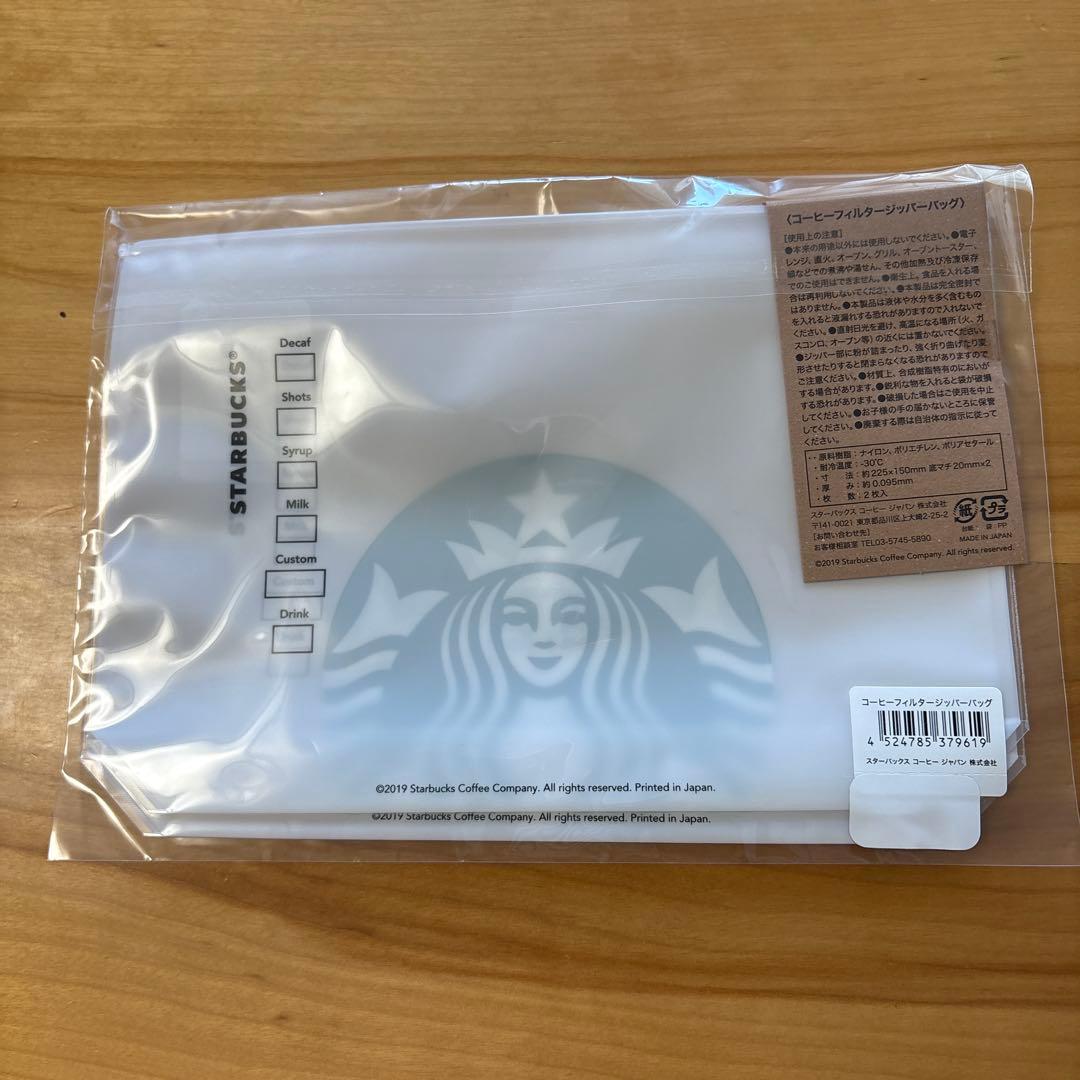 STARBUCKS®
Decaf
Shots
Syrup
Milk
Custom
Custom
Drink
©2019 Starbucks Coffee Company. All rights reserved. Printed in Japan.
©2019 Starbucks Coffee Company. All rights reserved. Printed in Japan.
〈コーヒーフィルタージッパーバッグ〉
[使用上の注意]
●本来の用途以外には使用しないでください。●電子
レンジ、直火、オーブン、グリル、オーブントースター、
鍋などでの煮沸や湯せん、その他加熱及び冷凍保存
でのご使用はできません。●衛生上、食品を入れる場
合は再利用しないでください。●本製品は完全密封で
はありません。●本製品は液体や水分を多く含むもの
を入れると液漏れする恐れがありますので入れないで
ください。●直射日光を避け、高温になる場所(火、ガ
スコンロ、オーブン等)の近くには置かないでください。
●ジッパー部に粉が詰まったり、強く折り曲げたり変
形させたりすると閉まらなくなる恐れがありますので
ご注意ください。●材質上、合成樹脂特有のにおいが
する場合があります。●鋭利な物を入れると袋が破損
する恐れがあります。●破損した場合はご使用を中止
してください。●お子様の手の届かないところに保管
してください。●廃棄する際は自治体の指示に従って
ください。
・原料樹脂：ナイロン、ポリエチレン、ポリアセタール
・耐冷温度：-30℃
・寸　法：約225×150mm 底マチ20mm×2
・厚　み：約0.095mm
・枚　数：2枚入
スターバックス コーヒー ジャパン 株式会社
〒141-0021 東京都品川区上大崎2-25-2
[お問い合わせ先]
お客様相談室 TEL03-5745-5890
紙
台紙
プラ
袋：PP
MADE IN JAPAN
©2019 Starbucks Coffee Company. All rights reserved.
コーヒーフィルタージッパーバッグ
4 524785 379619
スターバックス コーヒー ジャパン 株式会社